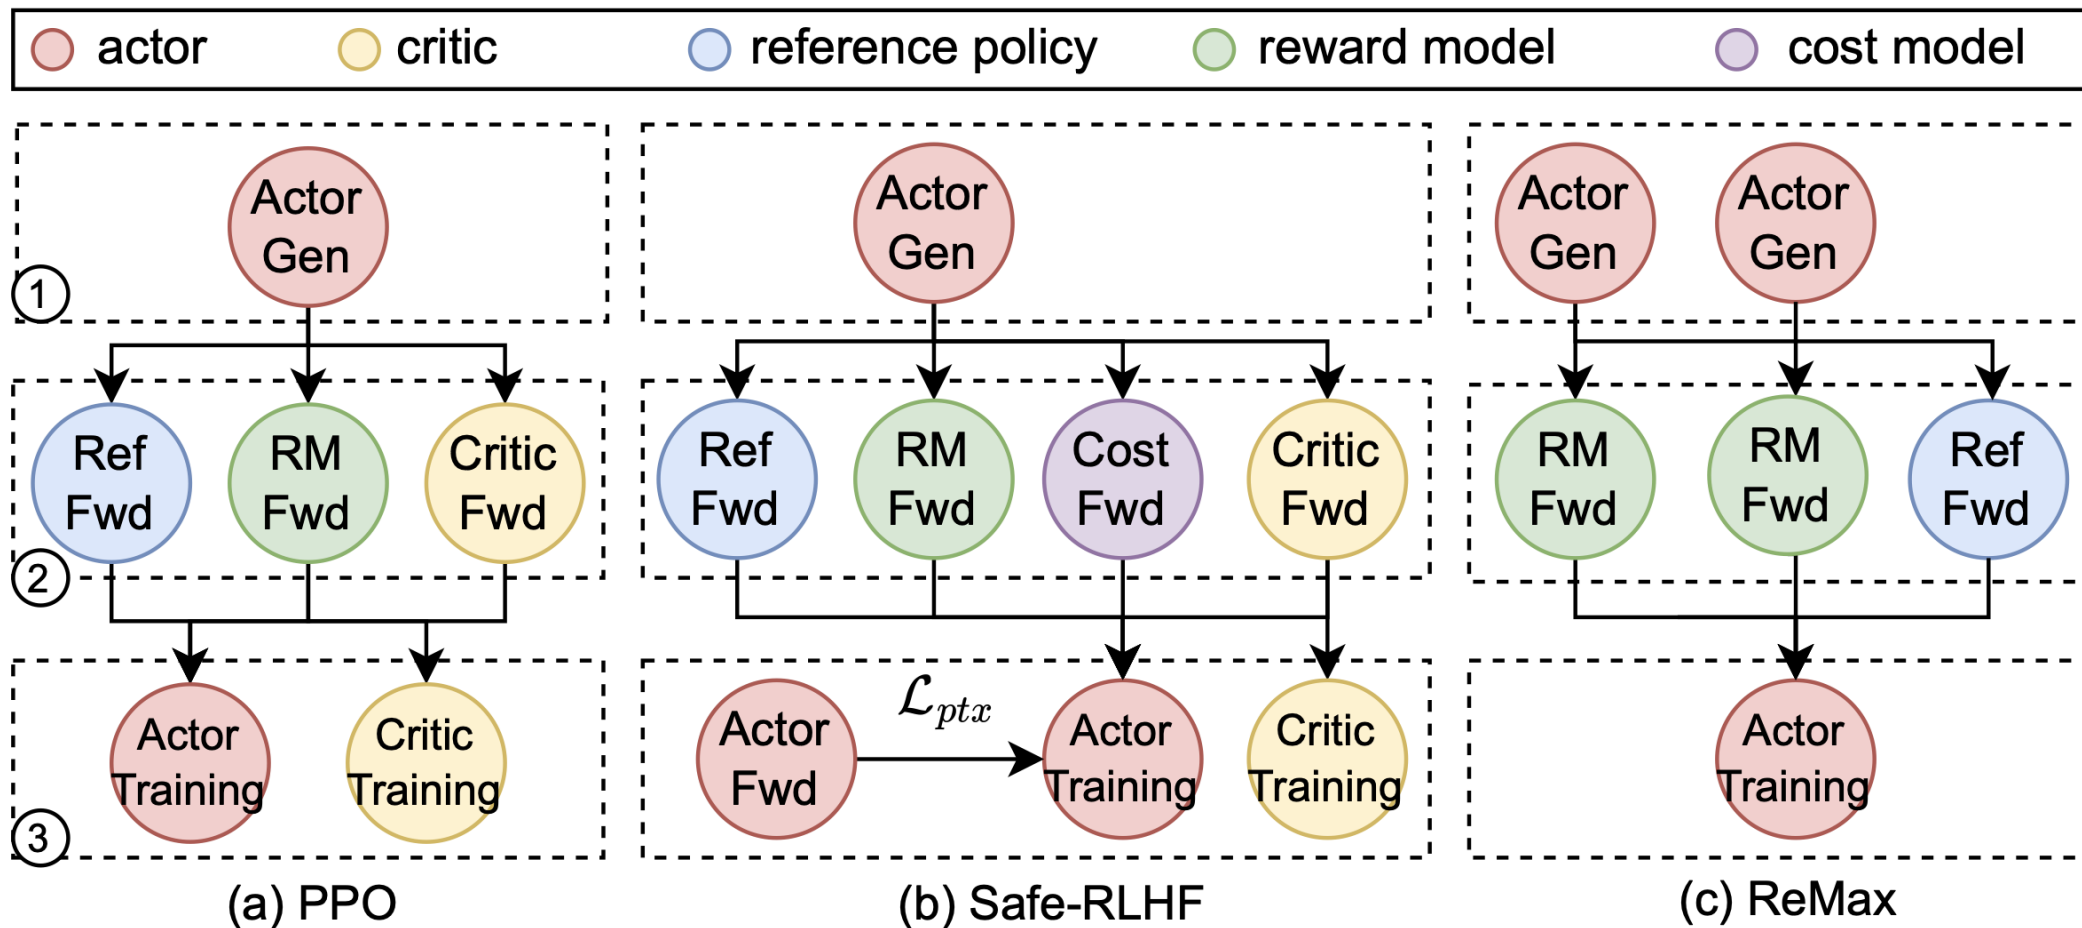 actor critic reference policy reward model cost model
Actor
Gen
Actor
Gen
Actor
Gen
Actor
Gen
1
Ref
Fwd
RM
Fwd
Critic
Fwd
Ref
Fwd
RM
Fwd
Cost
Fwd
Critic
Fwd
RM
Fwd
RM
Fwd
Ref
Fwd
2
Actor
Training
Critic
Training
Actor
Fwd
ℒ_ptx
Actor
Training
Critic
Training
Actor
Training
3
(a) PPO
(b) Safe-RLHF
(c) ReMax